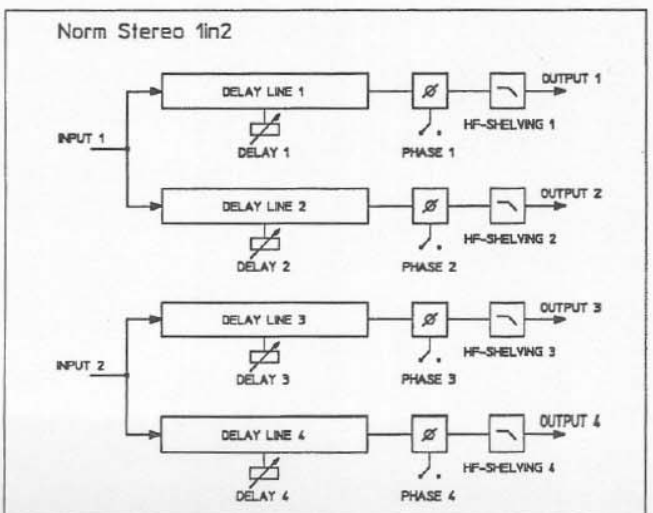 Norm Stereo 1in2
OUTPUT 1
DELAY LINE 1
ø
INPUT 1
DELAY 1
PHASE 1
HF-SHELVING 1
OUTPUT 2
DELAY LINE 2
ø
DELAY 2
PHASE 2
HF-SHELVING 2
OUTPUT 3
DELAY LINE 3
ø
INPUT 2
DELAY 3
PHASE 3
HF-SHELVING 3
OUTPUT 4
DELAY LINE 4
ø
DELAY 4
PHASE 4
HF-SHELVING 4